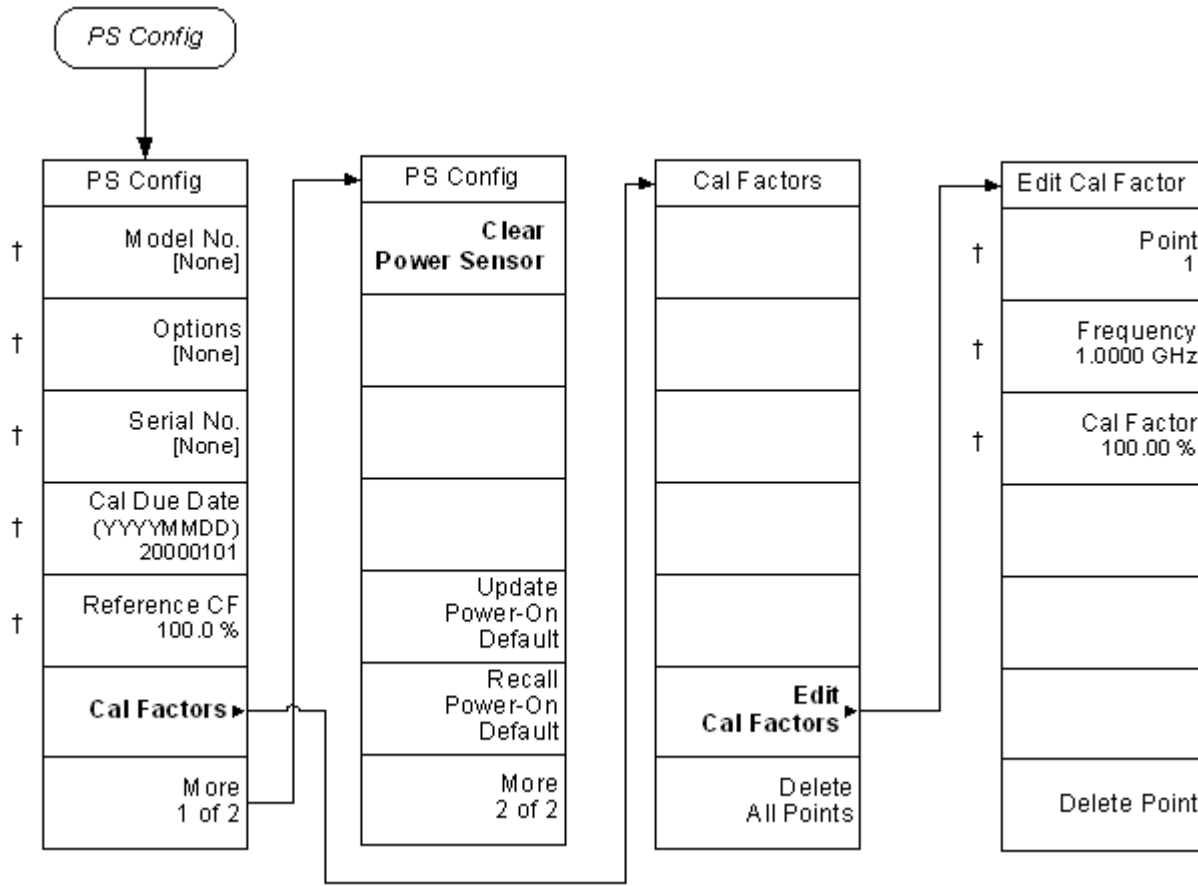 PS Config
PS Config
† Model No.
[None]
† Options
[None]
† Serial No.
[None]
† Cal Due Date
(YYYYMMDD)
20000101
† Reference CF
100.0 %
Cal Factors
More
1 of 2
PS Config
Clear
Power Sensor
Update
Power-On
Default
Recall
Power-On
Default
More
2 of 2
Cal Factors
Edit
Cal Factors
Delete
All Points
Edit Cal Factor
† Point
1
† Frequency
1.0000 GHz
† Cal Factor
100.00 %
Delete Point